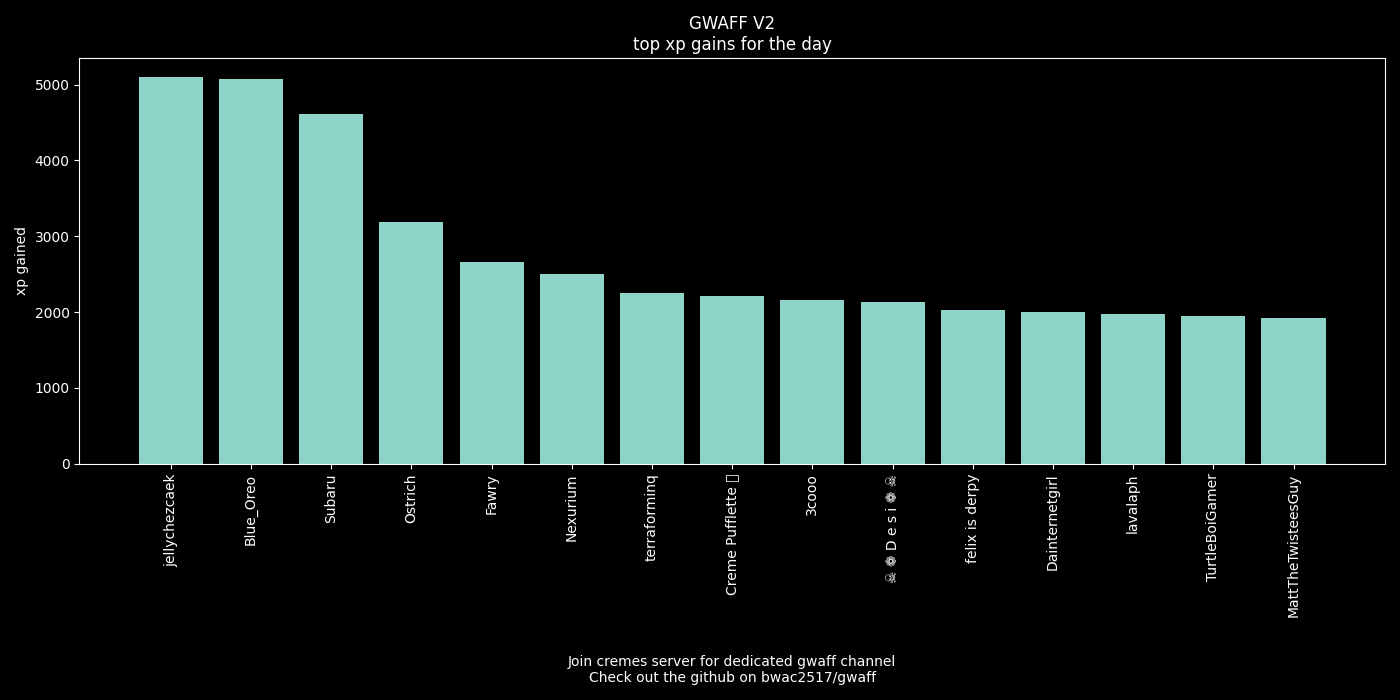 GWAFF V2
top xp gains for the day
xp gained
5000
4000
3000
2000
1000
0
jellychezcaek
Blue_Oreo
Subaru
Ostrich
Fawry
Nexurium
terraforminq
Creme Pufflette
3cooo
☠ ❁ D e s i ❁ ☠
felix is derpy
Dainternetgirl
lavalaph
TurtleBoiGamer
MattTheTwisteesGuy
Join cremes server for dedicated gwaff channel
Check out the github on bwac2517/gwaff